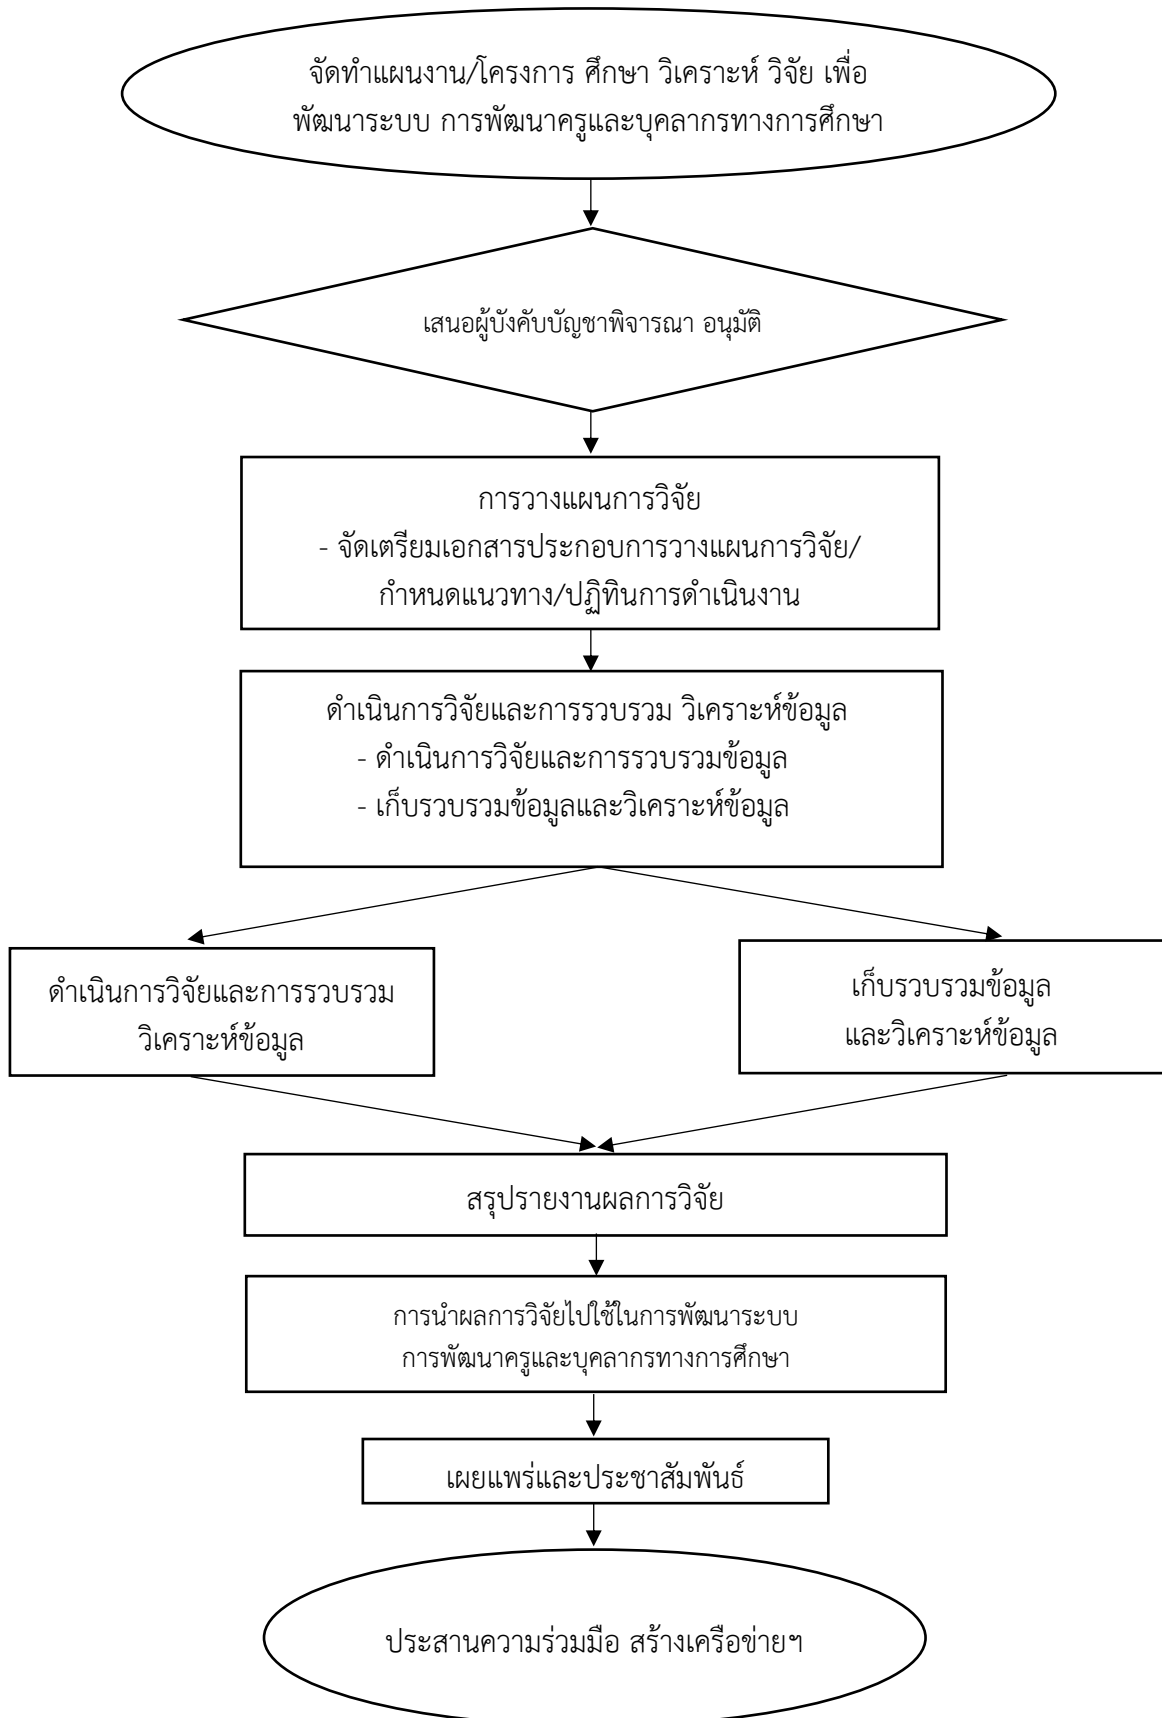 จัดทำแผนงาน/โครงการ ศึกษา วิเคราะห์ วิจัย เพื่อ
พัฒนาระบบ การพัฒนาครูและบุคลากรทางการศึกษา
เสนอผู้บังคับบัญชาพิจารณา อนุมัติ
การวางแผนการวิจัย
- จัดเตรียมเอกสารประกอบการวางแผนการวิจัย/
กำหนดแนวทาง/ปฏิทินการดำเนินงาน
ดำเนินการวิจัยและการรวบรวม วิเคราะห์ข้อมูล
- ดำเนินการวิจัยและการรวบรวมข้อมูล
- เก็บรวบรวมข้อมูลและวิเคราะห์ข้อมูล
ดำเนินการวิจัยและการรวบรวม
วิเคราะห์ข้อมูล
เก็บรวบรวมข้อมูล
และวิเคราะห์ข้อมูล
สรุปรายงานผลการวิจัย
การนำผลการวิจัยไปใช้ในการพัฒนาระบบ
การพัฒนาครูและบุคลากรทางการศึกษา
เผยแพร่และประชาสัมพันธ์
ประสานความร่วมมือ สร้างเครือข่ายฯ